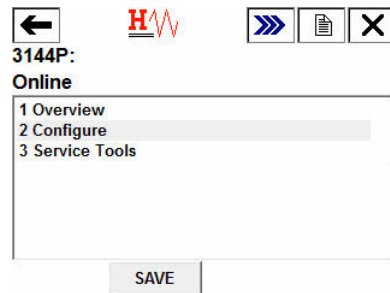 H
3144P:
Online
1 Overview
2 Configure
3 Service Tools
SAVE